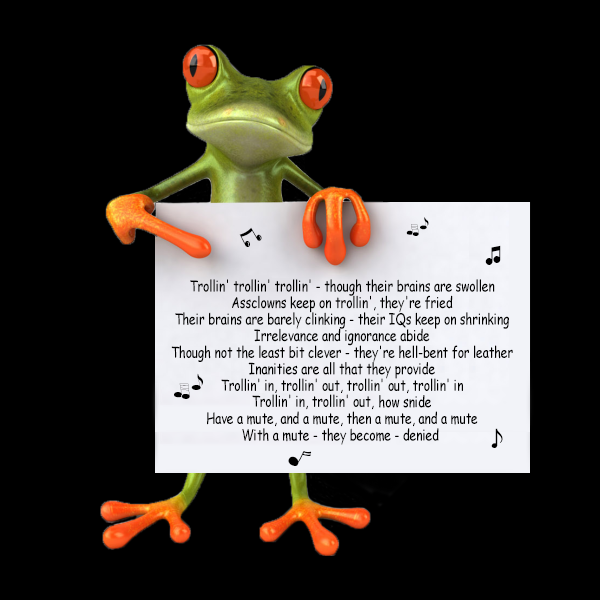 Trollin' trollin' trollin' - though their brains are swollen
Assclowns keep on trollin', they're fried
Their brains are barely clinking - their IQs keep on shrinking
Irrelevance and ignorance abide
Though not the least bit clever - they're hell-bent for leather
Inanities are all that they provide
Trollin' in, trollin' out, trollin' out, trollin' in
Trollin' in, trollin' out, how snide
Have a mute, and a mute, then a mute, and a mute
With a mute - they become - denied